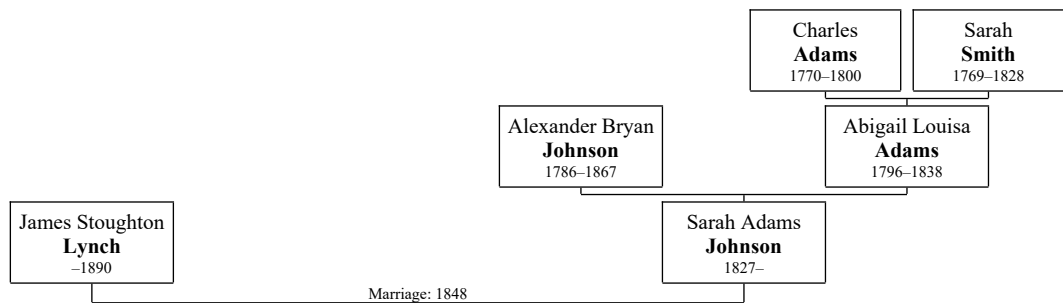 Charles
Adams
1770–1800
Sarah
Smith
1769–1828
Alexander Bryan
Johnson
1786–1867
Abigail Louisa
Adams
1796–1838
James Stoughton
Lynch
–1890
Sarah Adams
Johnson
1827–
Marriage: 1848